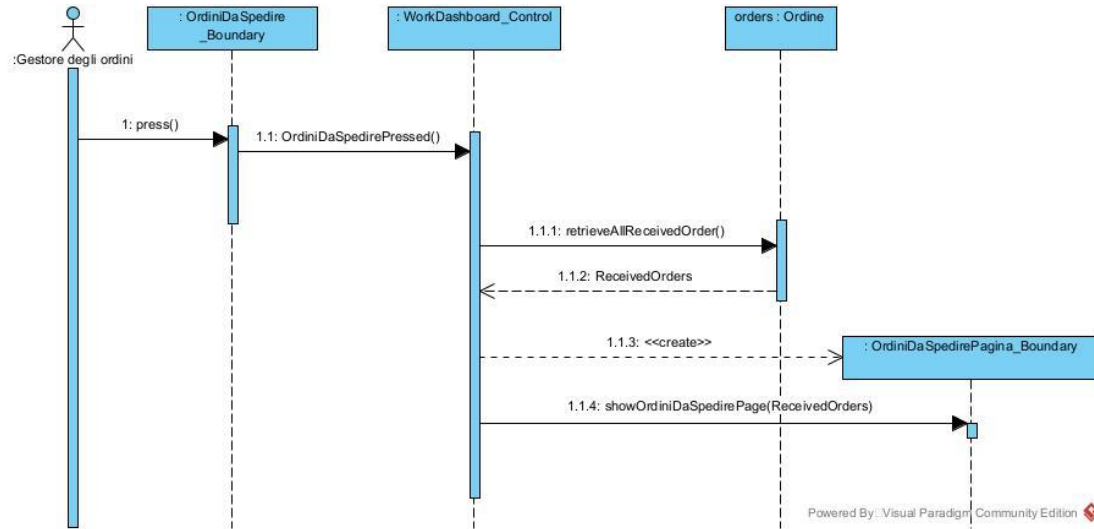 : OrdiniDaSpedire
_Boundary
: WorkDashboard_Control
orders : Ordine
:Gestore degli ordini
1: press()
1.1: OrdiniDaSpedirePressed()
1.1.1: retrieveAllReceivedOrder()
1.1.2: ReceivedOrders
1.1.3: <<create>>
: OrdiniDaSpedirePagina_Boundary
1.1.4: showOrdiniDaSpedirePage(ReceivedOrders)
Powered By Visual Paradigm Community Edition